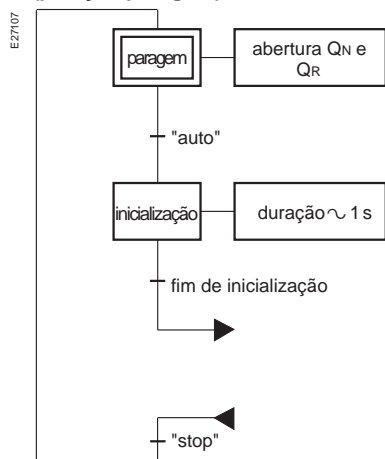 E27107
paragem
abertura QN e
QR
"auto"
inicialização
duração ~ 1 s
fim de inicialização
"stop"